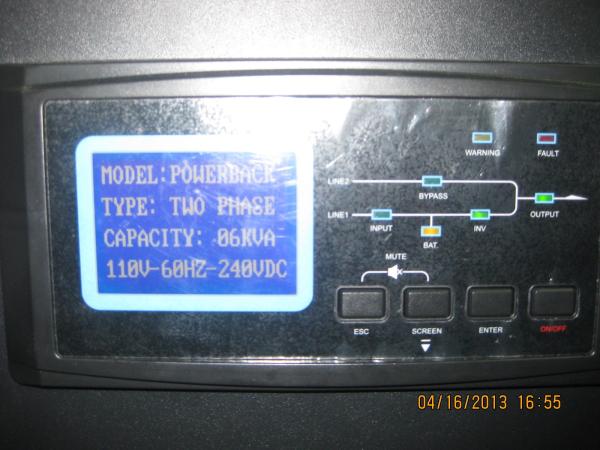 MODEL:POWERBACK
TYPE: TWO PHASE
CAPACITY: 06KVA
110V-60HZ-240VDC
WARNING
FAULT
LINE2
BYPASS
LINE1
INPUT
BAT.
INV
OUTPUT
MUTE
ESC
SCREEN
ENTER
ON/OFF
04/16/2013 16:55